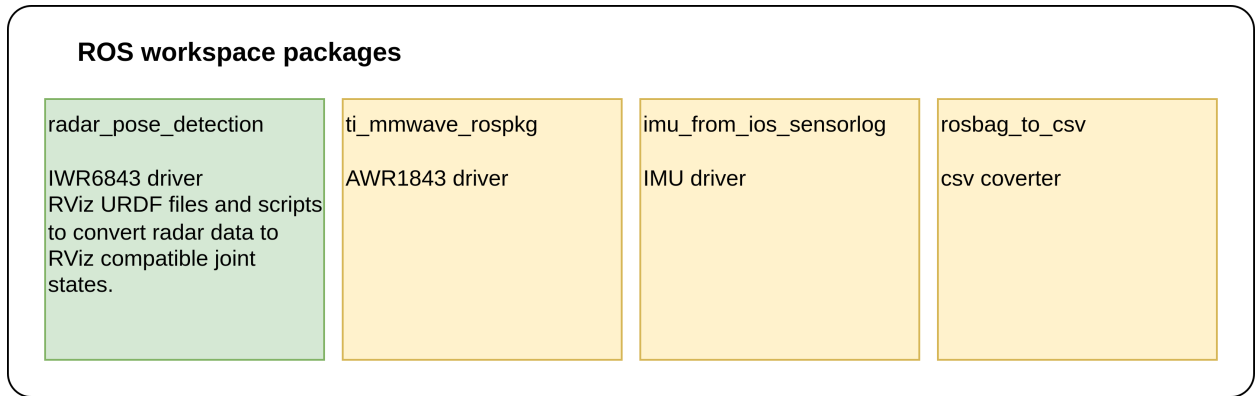 ROS workspace packages
radar_pose_detection
IWR6843 driver
RViz URDF files and scripts
to convert radar data to
RViz compatible joint
states.
ti_mmwave_rospkg
AWR1843 driver
imu_from_ios_sensorlog
IMU driver
rosbag_to_csv
csv coverter